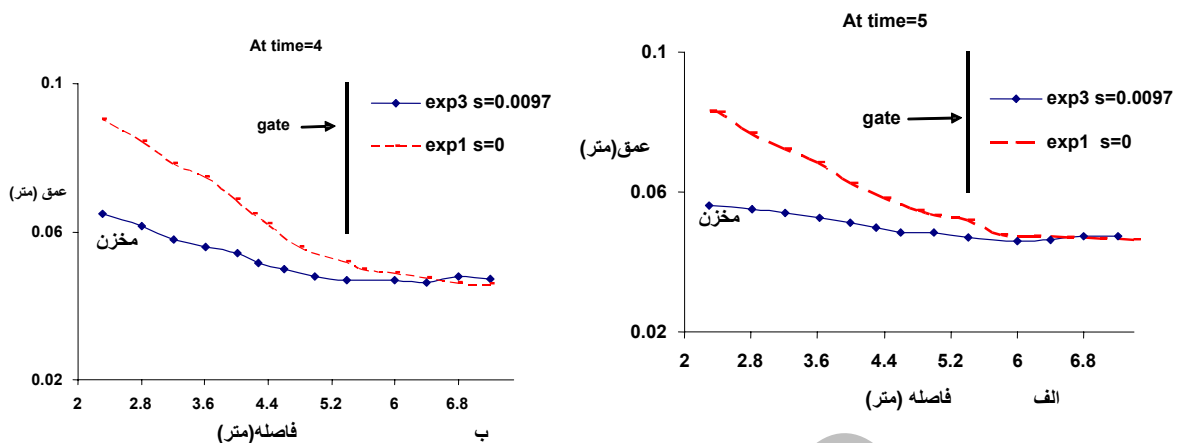 At time=4
0.1
0.06
0.02
عمق (متر)
مخزن
gate
exp3 s=0.0097
exp1 s=0
2 2.8 3.6 4.4 5.2 6 6.8
فاصله(متر)
ب
At time=5
0.1
0.06
0.02
عمق(متر)
مخزن
gate
exp3 s=0.0097
exp1 s=0
2 2.8 3.6 4.4 5.2 6 6.8
فاصله (متر)
الف